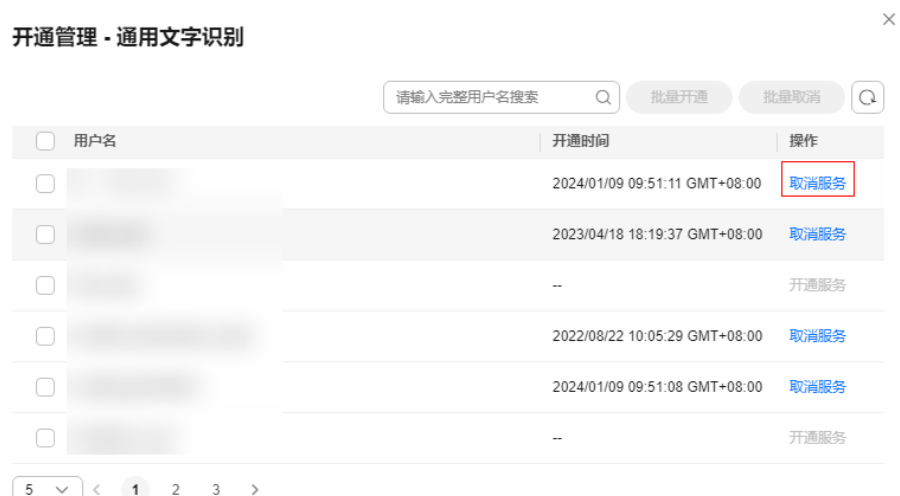 开通管理 - 通用文字识别
请输入完整用户名搜索 批量开通 批量取消
用户名 开通时间 操作
2024/01/09 09:51:11 GMT+08:00 取消服务
2023/04/18 18:19:37 GMT+08:00 取消服务
-- 开通服务
2022/08/22 10:05:29 GMT+08:00 取消服务
2024/01/09 09:51:08 GMT+08:00 取消服务
-- 开通服务
5 1 2 3